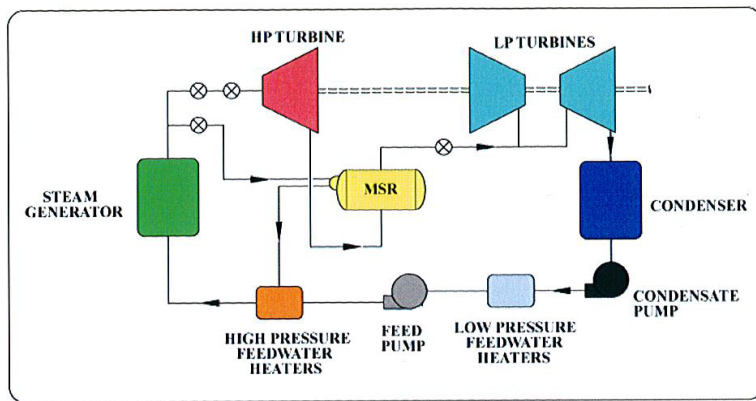 HP TURBINE
LP TURBINES
MSR
STEAM
GENERATOR
CONDENSER
HIGH PRESSURE
FEEDWATER
HEATERS
FEED
PUMP
LOW PRESSURE
FEEDWATER
HEATERS
CONDENSATE
PUMP